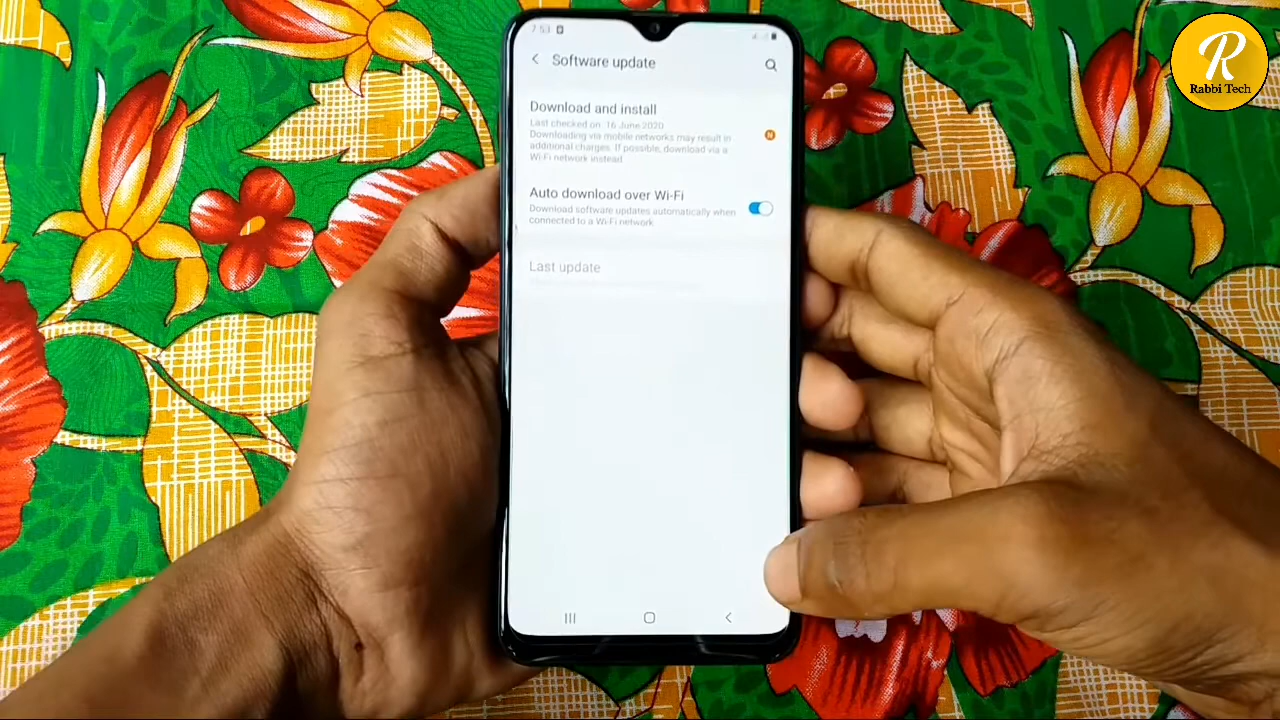 7:53
Software update
Download and install
Last checked on: 16 June 2020
Downloading via mobile networks may result in
additional charges. If possible, download via a
Wi-Fi network instead.
N
Auto download over Wi-Fi
Download software updates automatically when
connected to a Wi-Fi network.
Last update
R
Rabbi Tech